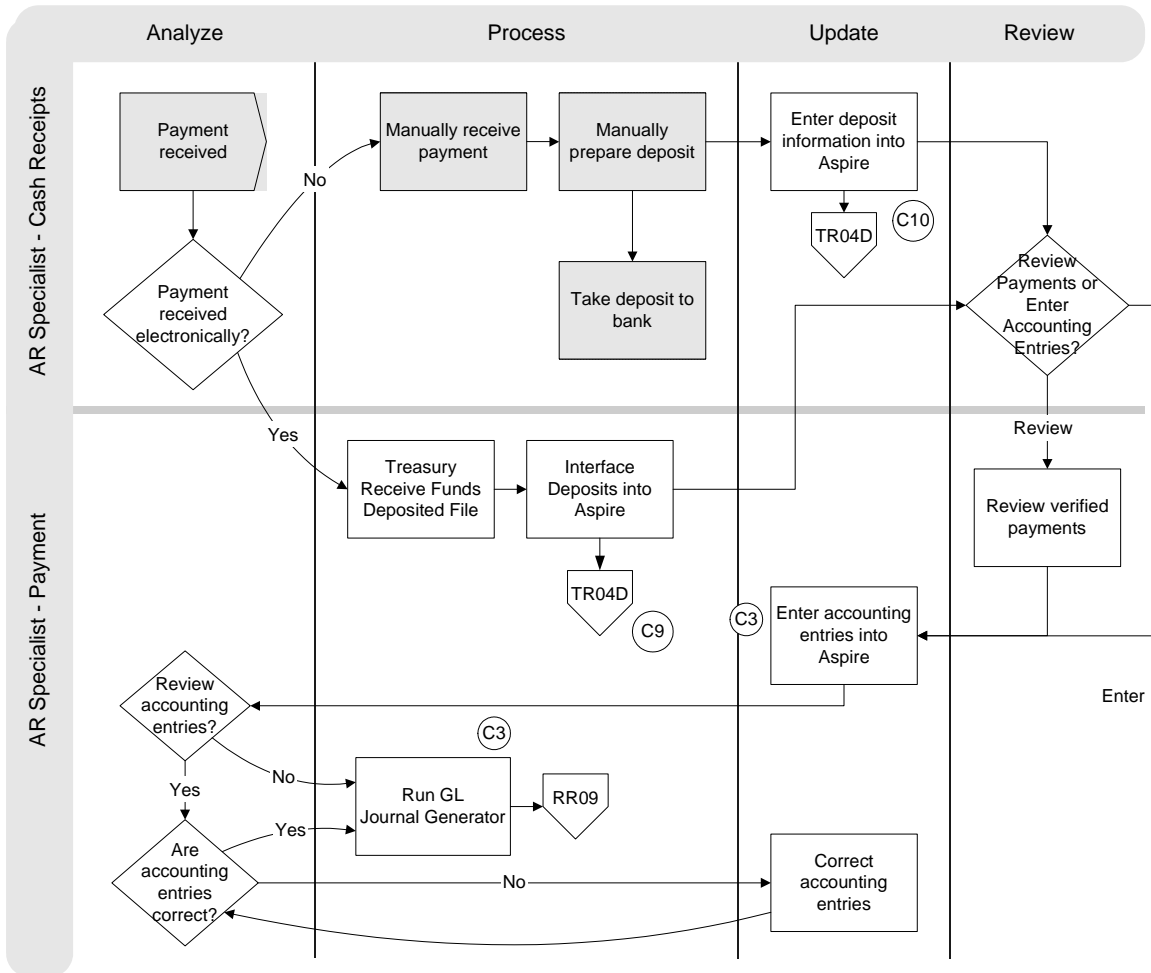 Analyze
Process
Update
Review
AR Specialist - Cash Receipts
Payment
received
Manually receive
payment
Manually
prepare deposit
Enter deposit
information into
Aspire
No
TR04D
C10
Payment
received
electronically?
Take deposit to
bank
Review
Payments or
Enter
Accounting
Entries?
AR Specialist - Payment
Yes
Review
Treasury
Receive Funds
Deposited File
Interface
Deposits into
Aspire
Review verified
payments
TR04D
C9
C3
Enter accounting
entries into
Aspire
Enter
Review
accounting
entries?
C3
No
Yes
Run GL
Journal Generator
RR09
Yes
Are
accounting
entries
correct?
No
Correct
accounting
entries